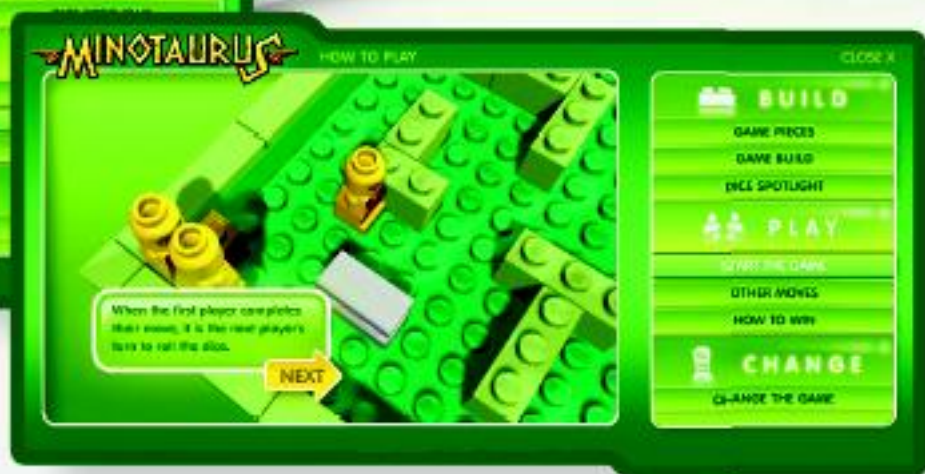 MINOTAURUS
HOW TO PLAY
CLOSE X
When the first player completes
their move, it is the next player's
turn to roll the dice.
NEXT
BUILD
GAME PIECES
GAME BUILD
DICE SPOTLIGHT
PLAY
START THE GAME
OTHER MOVES
HOW TO WIN
CHANGE
CHANGE THE GAME